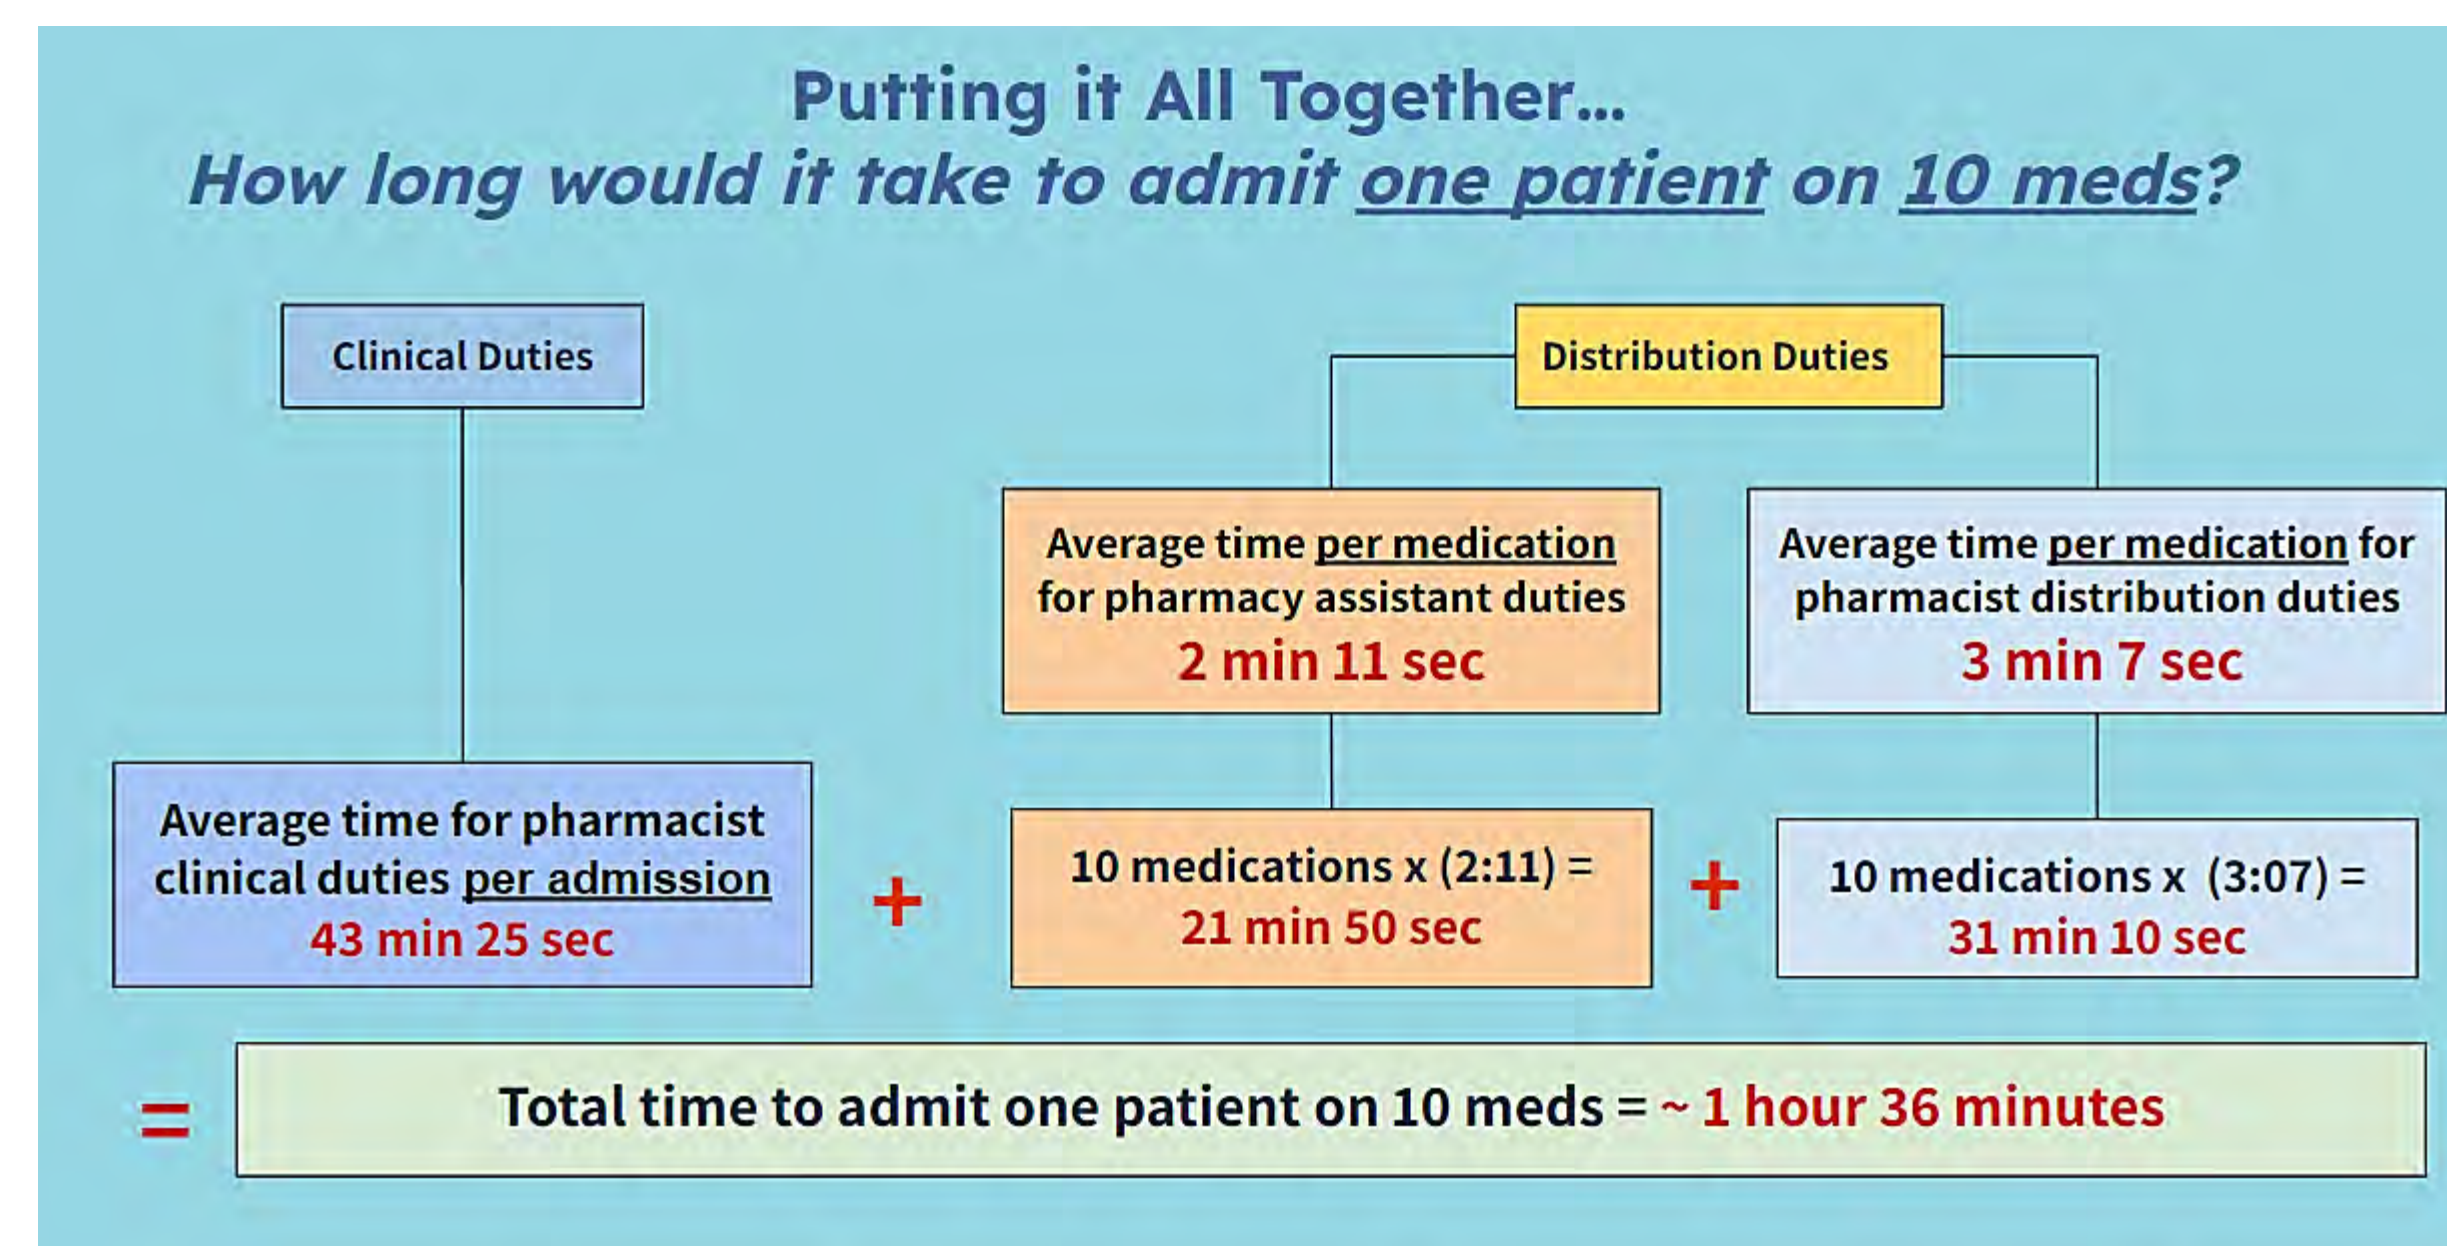 Putting it All Together...
How long would it take to admit one patient on 10 meds?
Clinical Duties
Distribution Duties
Average time per medication
for pharmacy assistant duties
2 min 11 sec
Average time per medication for
pharmacist distribution duties
3 min 7 sec
Average time for pharmacist
clinical duties per admission
43 min 25 sec
+
10 medications x (2:11) =
21 min 50 sec
+
10 medications x (3:07) =
31 min 10 sec
=
Total time to admit one patient on 10 meds = ~ 1 hour 36 minutes